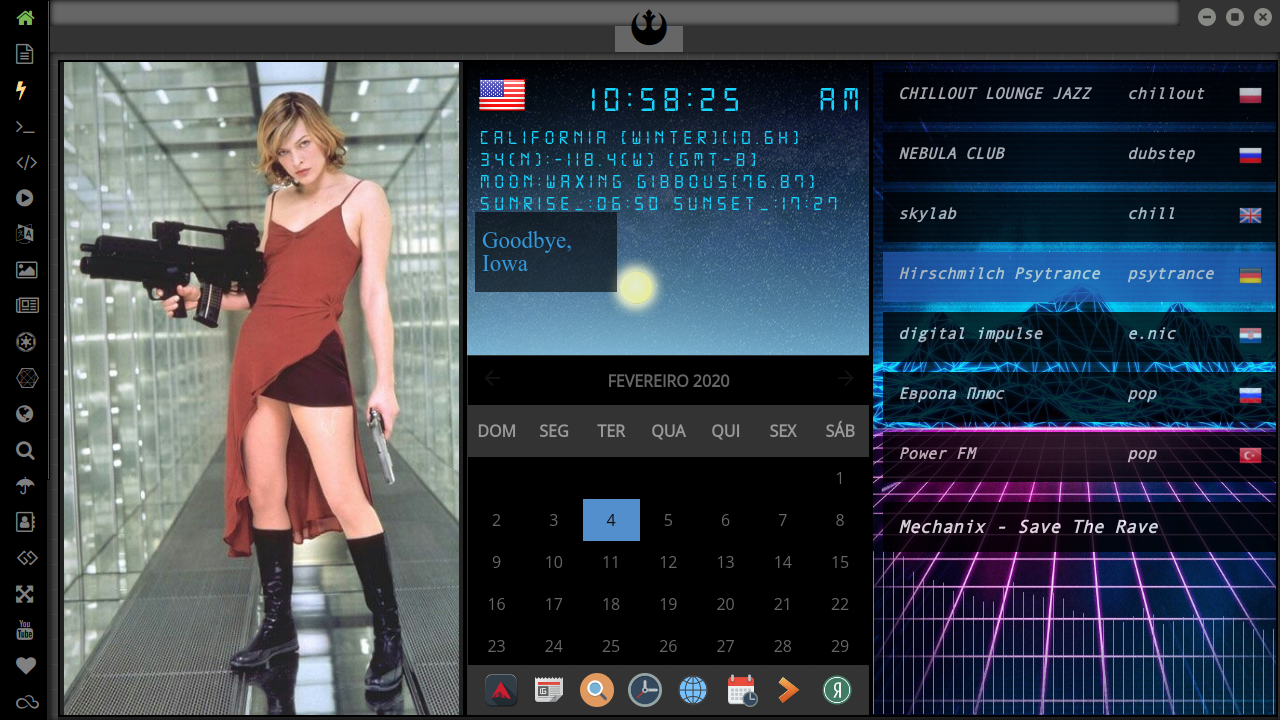 10:58:25 AM
CALIFORNIA [WINTER][10.6H]
34[N]:-118.4[W] [GMT-8]
MOON:WAXING GIBBOUS[76.87]
SUNRISE_:06:50 SUNSET_:17:27
Goodbye,
Iowa
FEVEREIRO 2020
DOM SEG TER QUA QUI SEX SÁB
1
2 3 4 5 6 7 8
9 10 11 12 13 14 15
16 17 18 19 20 21 22
23 24 25 26 27 28 29
CHILLOUT LOUNGE JAZZ chillout
NEBULA CLUB dubstep
skylab chill
Hirschmilch Psytrance psytrance
digital impulse e.nic
Европа Плюс pop
Power FM pop
Mechanix - Save The Rave
You
Tube
Я